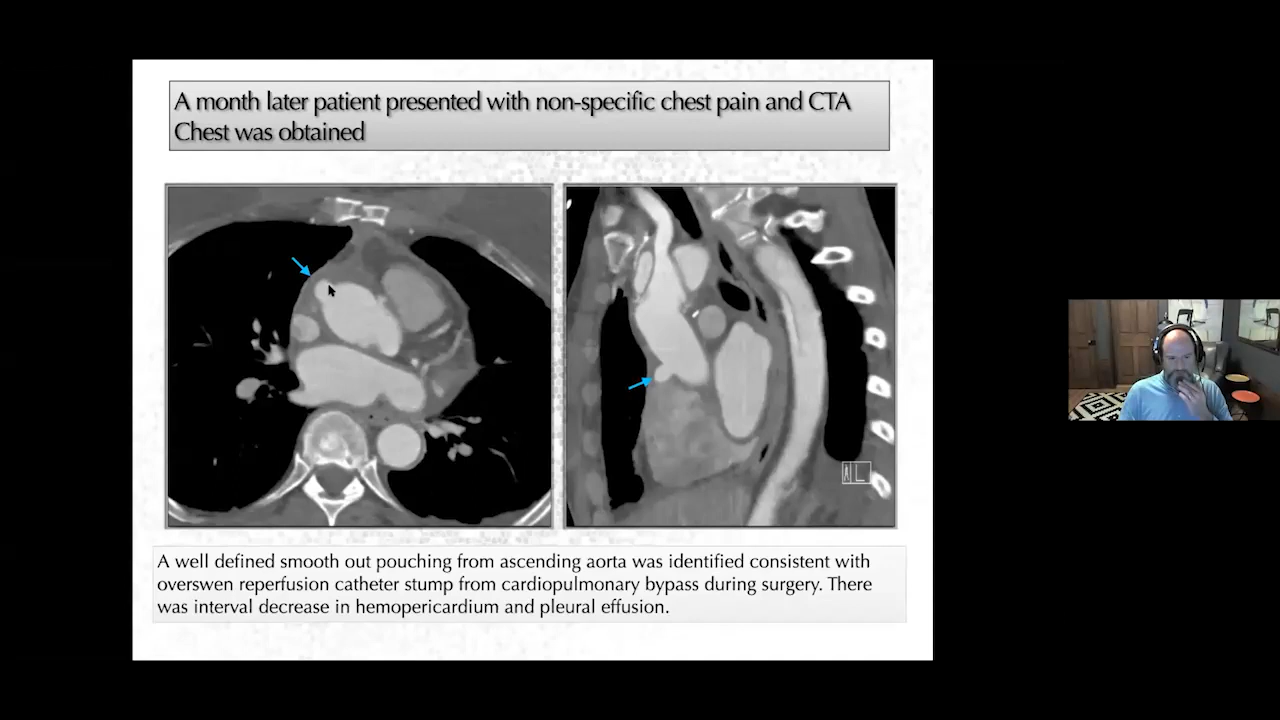 A month later patient presented with non-specific chest pain and CTA
Chest was obtained
A L
A well defined smooth out pouching from ascending aorta was identified consistent with
overswen reperfusion catheter stump from cardiopulmonary bypass during surgery. There
was interval decrease in hemopericardium and pleural effusion.